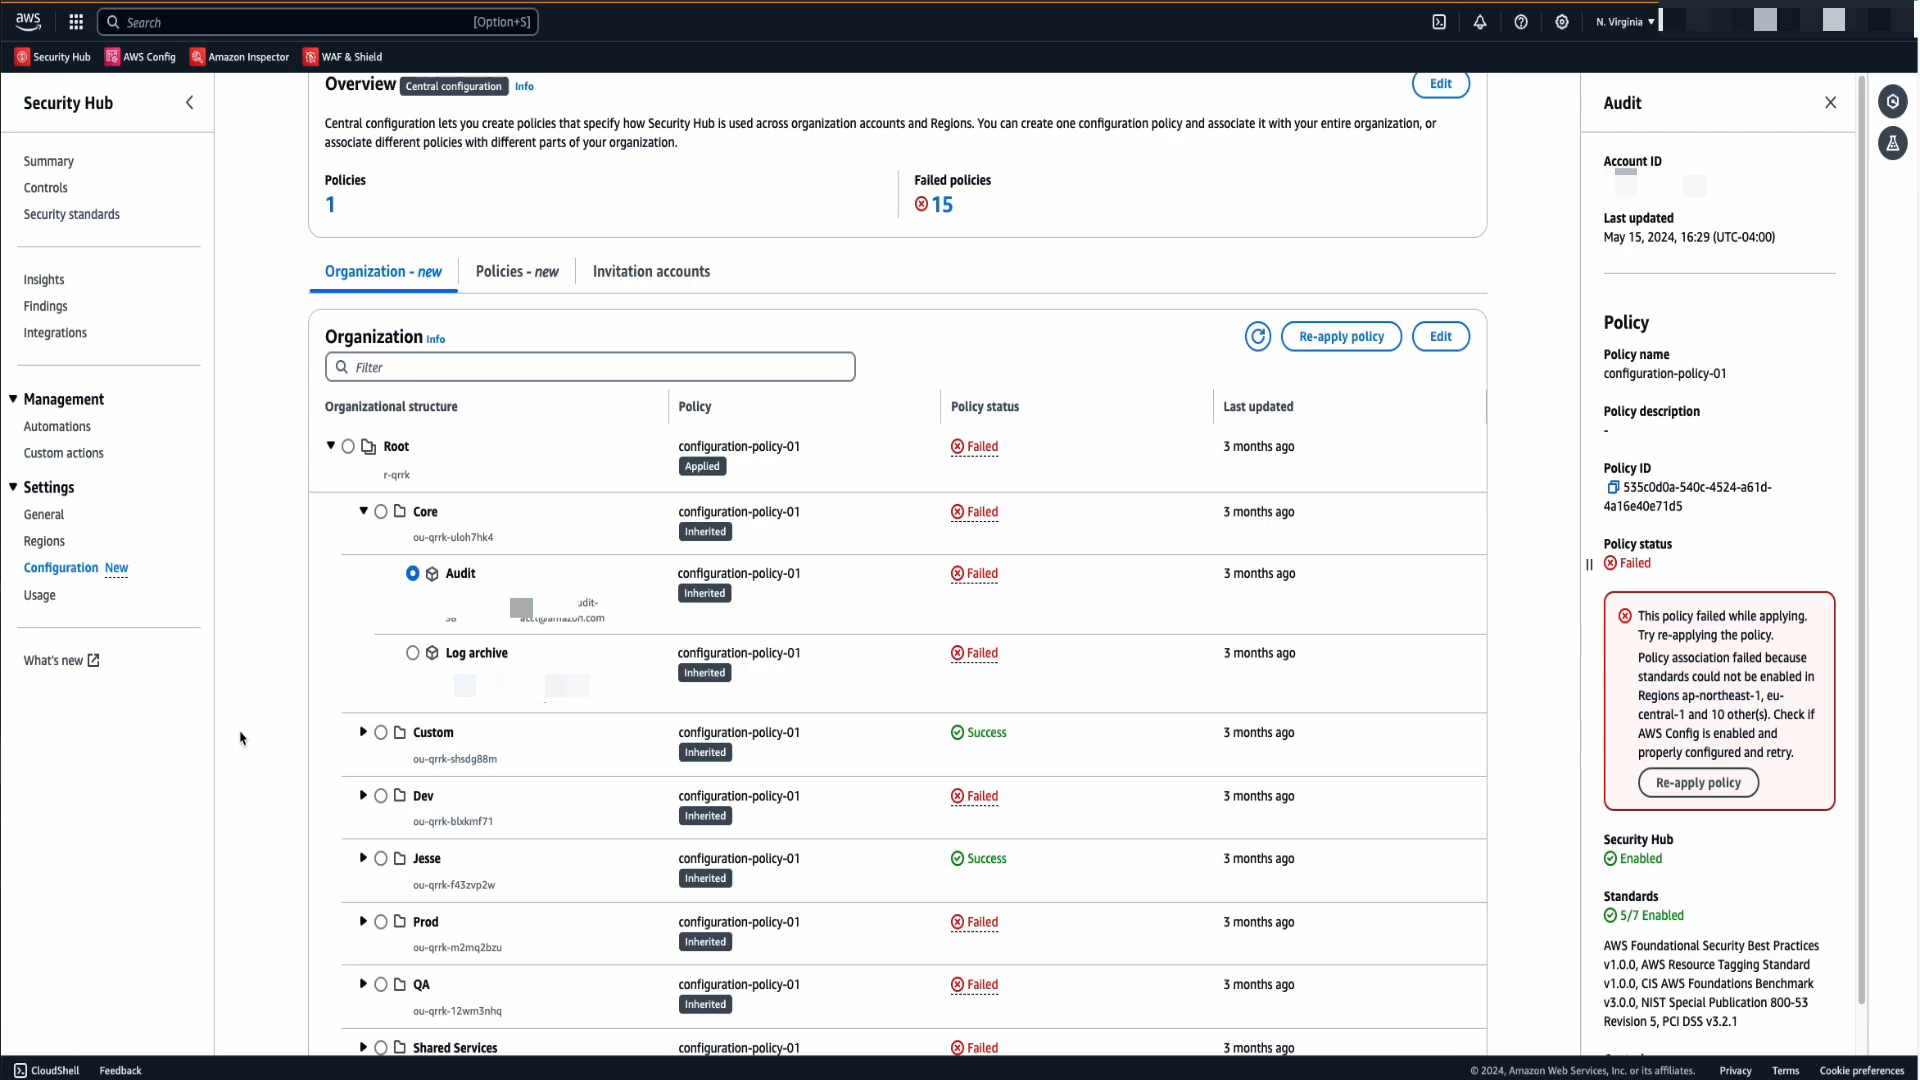 aws
Search
[Option+S]
N. Virginia
Security Hub
AWS Config
Amazon Inspector
WAF & Shield
Security Hub
Summary
Controls
Security standards
Insights
Findings
Integrations
Management
Automations
Custom actions
Settings
General
Regions
Configuration New
Usage
What's new
Overview Central configuration Info
Edit
Central configuration lets you create policies that specify how Security Hub is used across organization accounts and Regions. You can create one configuration policy and associate it with your entire organization, or
associate different policies with different parts of your organization.
Policies
1
Failed policies
15
Organization - new
Policies - new
Invitation accounts
Organization Info
Re-apply policy
Edit
Filter
Organizational structure
Policy
Policy status
Last updated
Root
r-qrrk
configuration-policy-01
Applied
Failed
3 months ago
Core
ou-qrrk-uloh7hk4
configuration-policy-01
Inherited
Failed
3 months ago
Audit
udit-
acct@amazon.com
configuration-policy-01
Inherited
Failed
3 months ago
Log archive
configuration-policy-01
Inherited
Failed
3 months ago
Custom
ou-qrrk-shsdg88m
configuration-policy-01
Inherited
Success
3 months ago
Dev
ou-qrrk-blxkmf71
configuration-policy-01
Inherited
Failed
3 months ago
Jesse
ou-qrrk-f43zvp2w
configuration-policy-01
Inherited
Success
3 months ago
Prod
ou-qrrk-m2mq2bzu
configuration-policy-01
Inherited
Failed
3 months ago
QA
ou-qrrk-12wm3nhq
configuration-policy-01
Inherited
Failed
3 months ago
Shared Services
configuration-policy-01
Failed
3 months ago
Audit
Account ID
Last updated
May 15, 2024, 16:29 (UTC-04:00)
Policy
Policy name
configuration-policy-01
Policy description
-
Policy ID
535c0d0a-540c-4524-a61d-
4a16e40e71d5
Policy status
Failed
This policy failed while applying.
Try re-applying the policy.
Policy association failed because
standards could not be enabled in
Regions ap-northeast-1, eu-
central-1 and 10 other(s). Check if
AWS Config is enabled and
properly configured and retry.
Re-apply policy
Security Hub
Enabled
Standards
5/7 Enabled
AWS Foundational Security Best Practices
v1.0.0, AWS Resource Tagging Standard
v1.0.0, CIS AWS Foundations Benchmark
v3.0.0, NIST Special Publication 800-53
Revision 5, PCI DSS v3.2.1
CloudShell
Feedback
© 2024, Amazon Web Services, Inc. or its affiliates.
Privacy
Terms
Cookie preferences